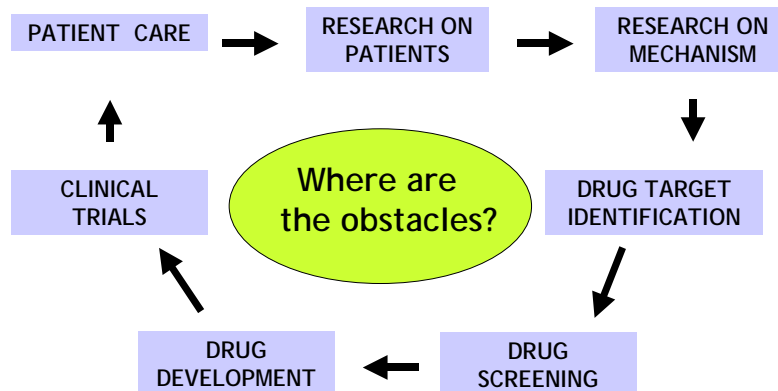 PATIENT CARE
RESEARCH ON
PATIENTS
RESEARCH ON
MECHANISM
DRUG TARGET
IDENTIFICATION
DRUG
SCREENING
DRUG
DEVELOPMENT
CLINICAL
TRIALS
Where are
the obstacles?